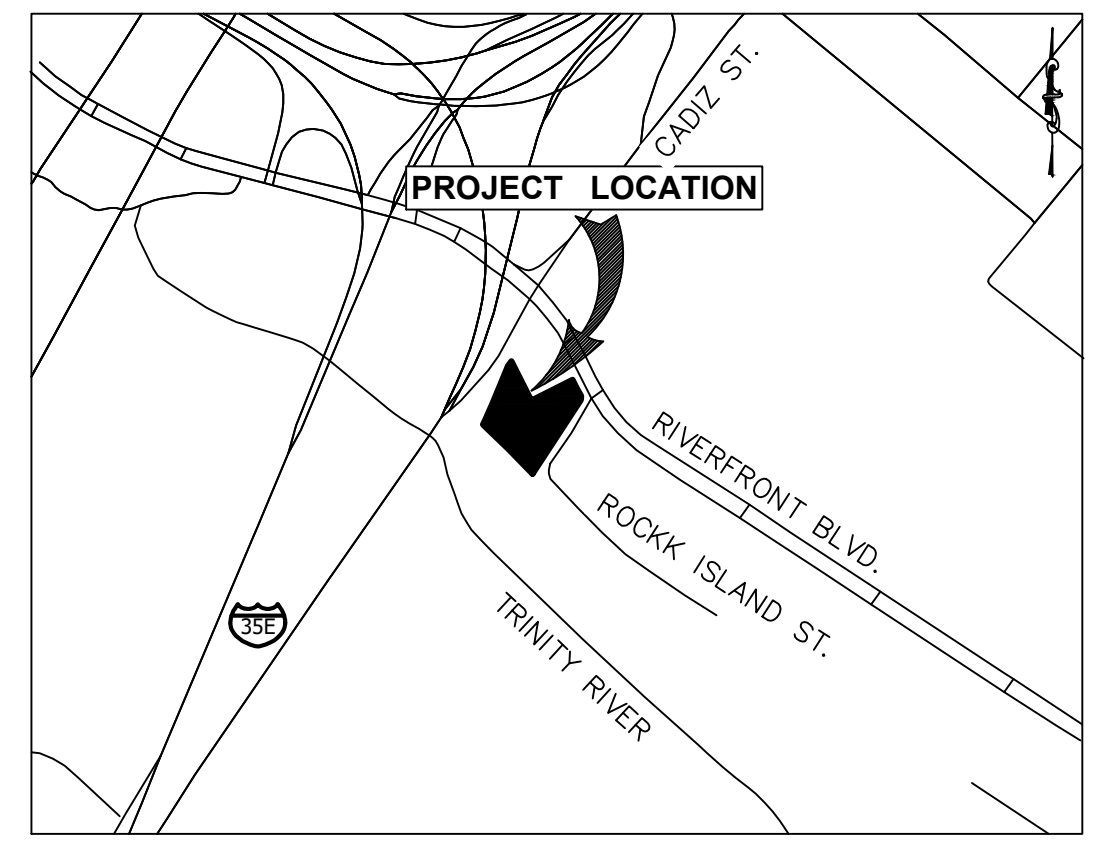 CADIZ ST.
PROJECT LOCATION
RIVERFRONT BLVD.
ROCKK ISLAND ST.
35E
TRINITY RIVER